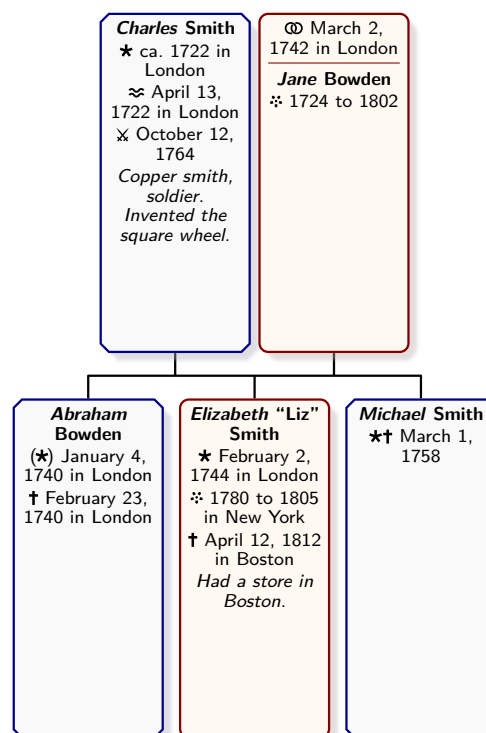 Charles Smith
★ ca. 1722 in
London
≈ April 13,
1722 in London
⚔ October 12,
1764
Copper smith,
soldier.
Invented the
square wheel.
⚭ March 2,
1742 in London
Jane Bowden
⁘ 1724 to 1802
Abraham
Bowden
(★) January 4,
1740 in London
✝ February 23,
1740 in London
Elizabeth “Liz”
Smith
★ February 2,
1744 in London
⁘ 1780 to 1805
in New York
✝ April 12, 1812
in Boston
Had a store in
Boston.
Michael Smith
★✝ March 1,
1758